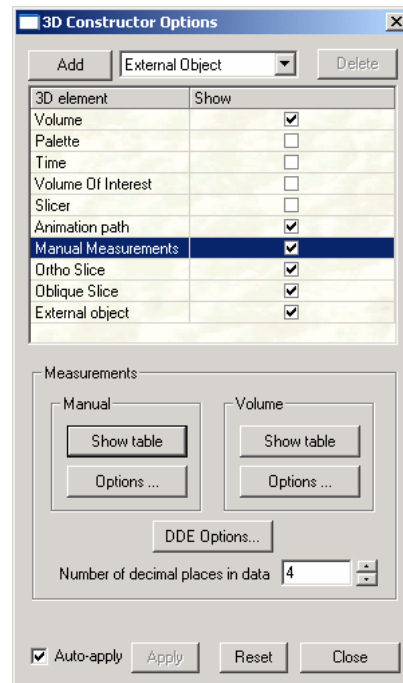 3D Constructor Options
Add External Object Delete
3D element Show
Volume
Palette
Time
Volume Of Interest
Slicer
Animation path
Manual Measurements
Ortho Slice
Oblique Slice
External object
Measurements
Manual Volume
Show table Show table
Options ... Options ...
DDE Options...
Number of decimal places in data 4
Auto-apply Apply Reset Close